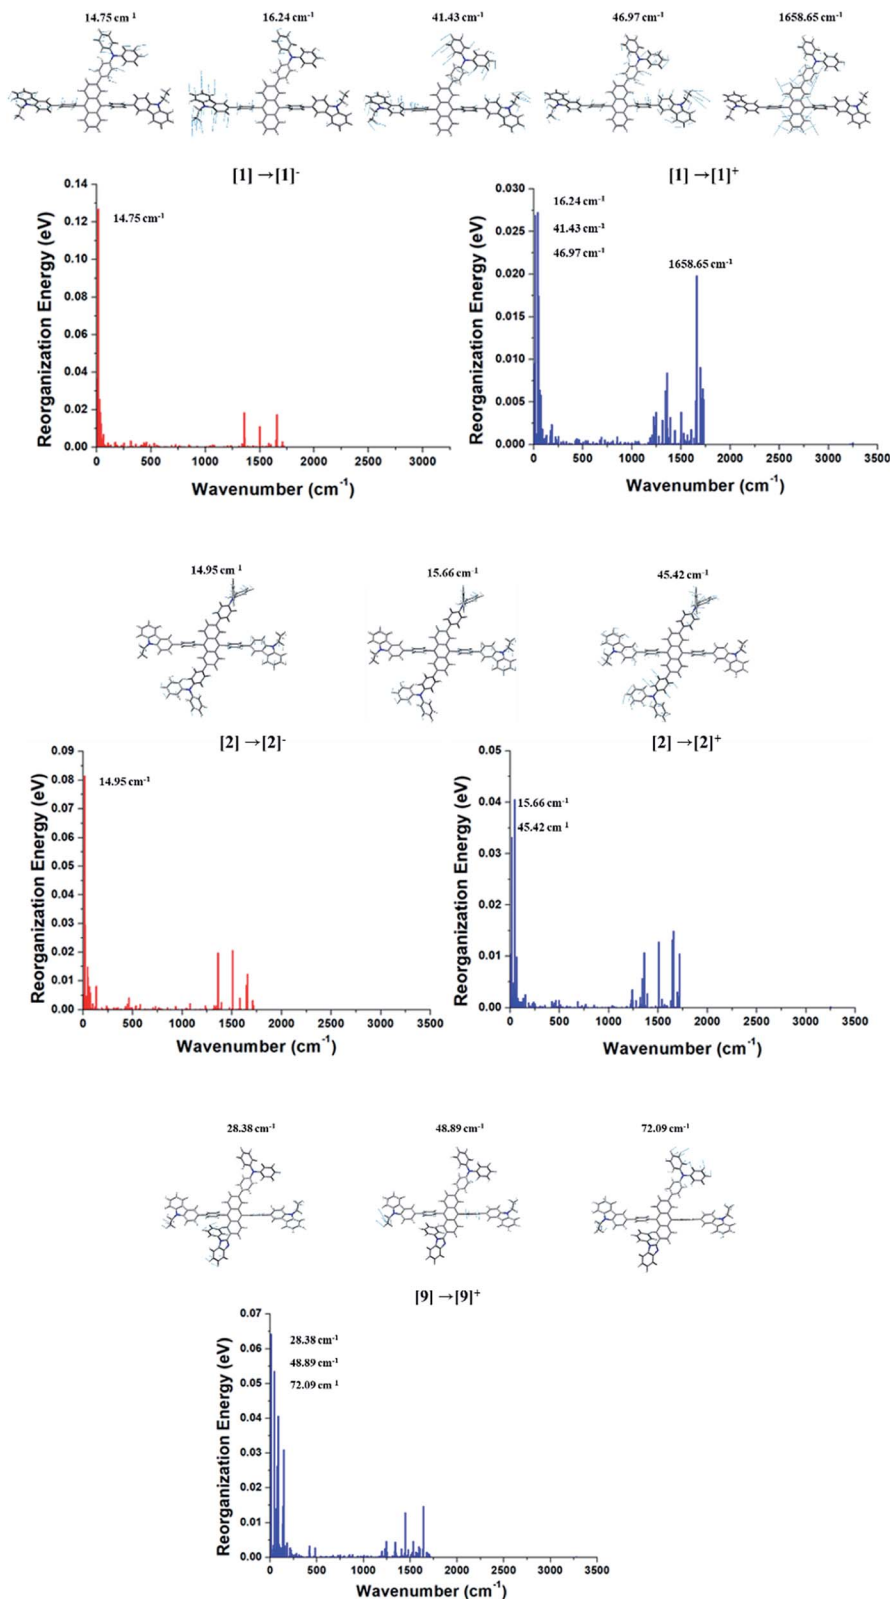 14.75 cm⁻¹ 16.24 cm⁻¹ 41.43 cm⁻¹ 46.97 cm⁻¹ 1658.65 cm⁻¹
[1] →[1]⁻
Reorganization Energy (eV)
0.14
0.12
0.10
0.08
0.06
0.04
0.02
0.00
14.75 cm⁻¹
0 500 1000 1500 2000 2500 3000
Wavenumber (cm⁻¹)
[1] →[1]⁺
Reorganization Energy (eV)
0.030
0.025
0.020
0.015
0.010
0.005
0.000
16.24 cm⁻¹
41.43 cm⁻¹
46.97 cm⁻¹
1658.65 cm⁻¹
0 500 1000 1500 2000 2500 3000 3500
Wavenumber (cm⁻¹)
14.95 cm⁻¹ 15.66 cm⁻¹ 45.42 cm⁻¹
[2] →[2]⁻
Reorganization Energy (eV)
0.09
0.08
0.07
0.06
0.05
0.04
0.03
0.02
0.01
0.00
14.95 cm⁻¹
0 500 1000 1500 2000 2500 3000 3500
Wavenumber (cm⁻¹)
[2] →[2]⁺
Reorganization Energy (eV)
0.05
0.04
0.03
0.02
0.01
0.00
15.66 cm⁻¹
45.42 cm⁻¹
0 500 1000 1500 2000 2500 3000 3500
Wavenumber (cm⁻¹)
28.38 cm⁻¹ 48.89 cm⁻¹ 72.09 cm⁻¹
[9] →[9]⁺
Reorganization Energy (eV)
0.07
0.06
0.05
0.04
0.03
0.02
0.01
0.00
28.38 cm⁻¹
48.89 cm⁻¹
72.09 cm⁻¹
0 500 1000 1500 2000 2500 3000 3500
Wavenumber (cm⁻¹)